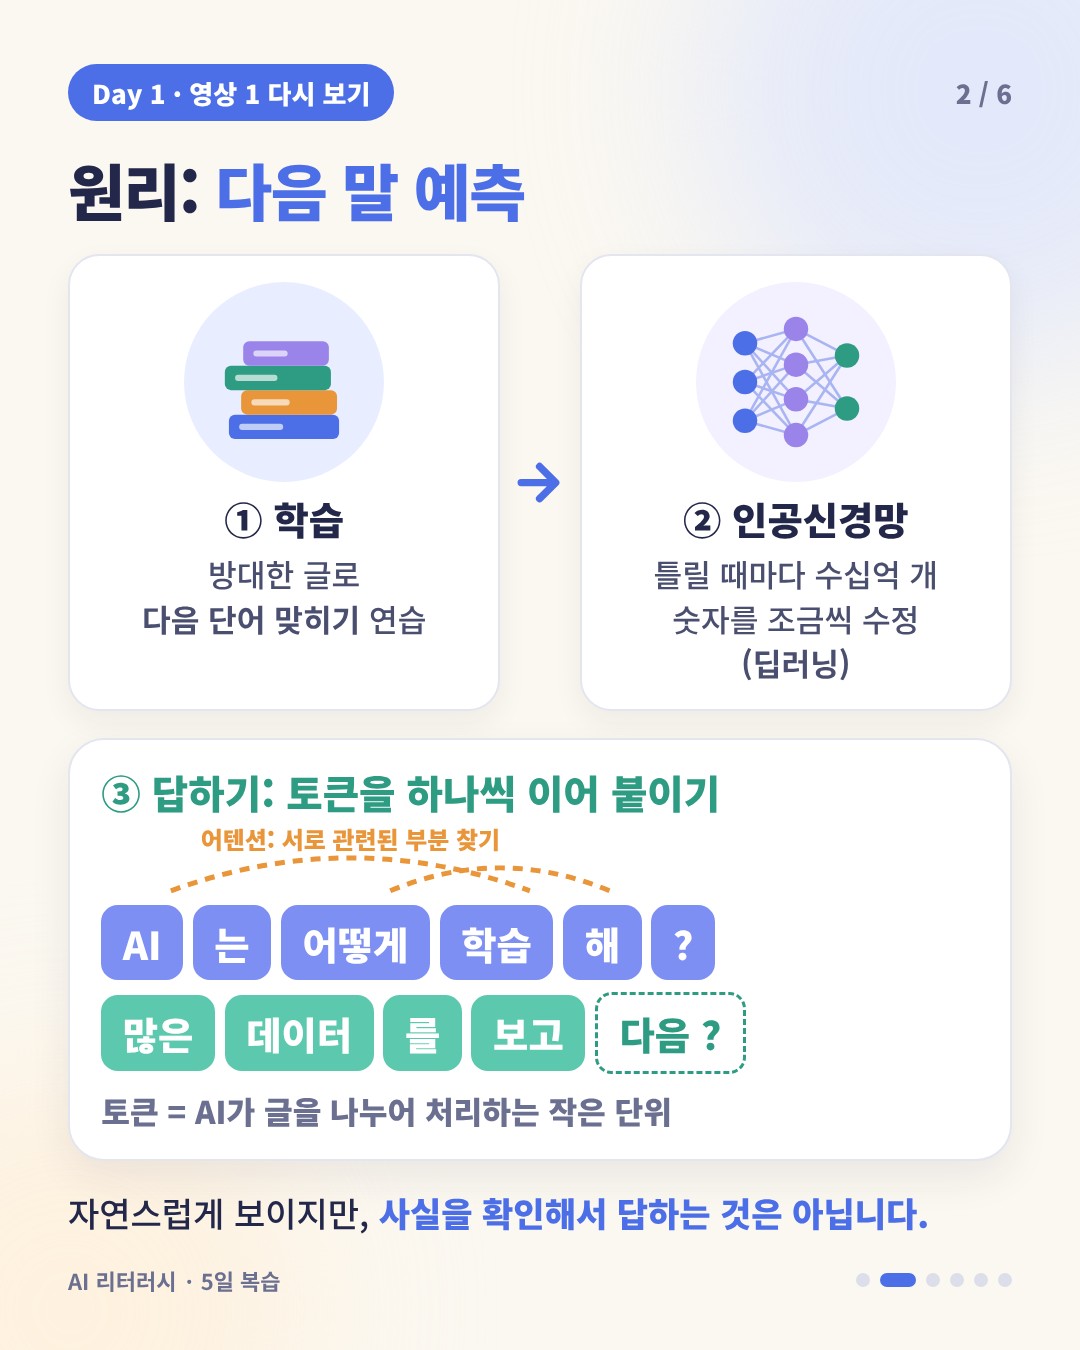 Day 1 · 영상 1 다시 보기
2 / 6
원리: 다음 말 예측
① 학습
방대한 글로
다음 단어 맞히기 연습
② 인공신경망
틀릴 때마다 수십억 개
숫자를 조금씩 수정
(딥러닝)
③ 답하기: 토큰을 하나씩 이어 붙이기
어텐션: 서로 관련된 부분 찾기
AI 는 어떻게 학습 해 ?
많은 데이터 를 보고 다음 ?
토큰 = AI가 글을 나누어 처리하는 작은 단위
자연스럽게 보이지만, 사실을 확인해서 답하는 것은 아닙니다.
AI 리터러시 · 5일 복습